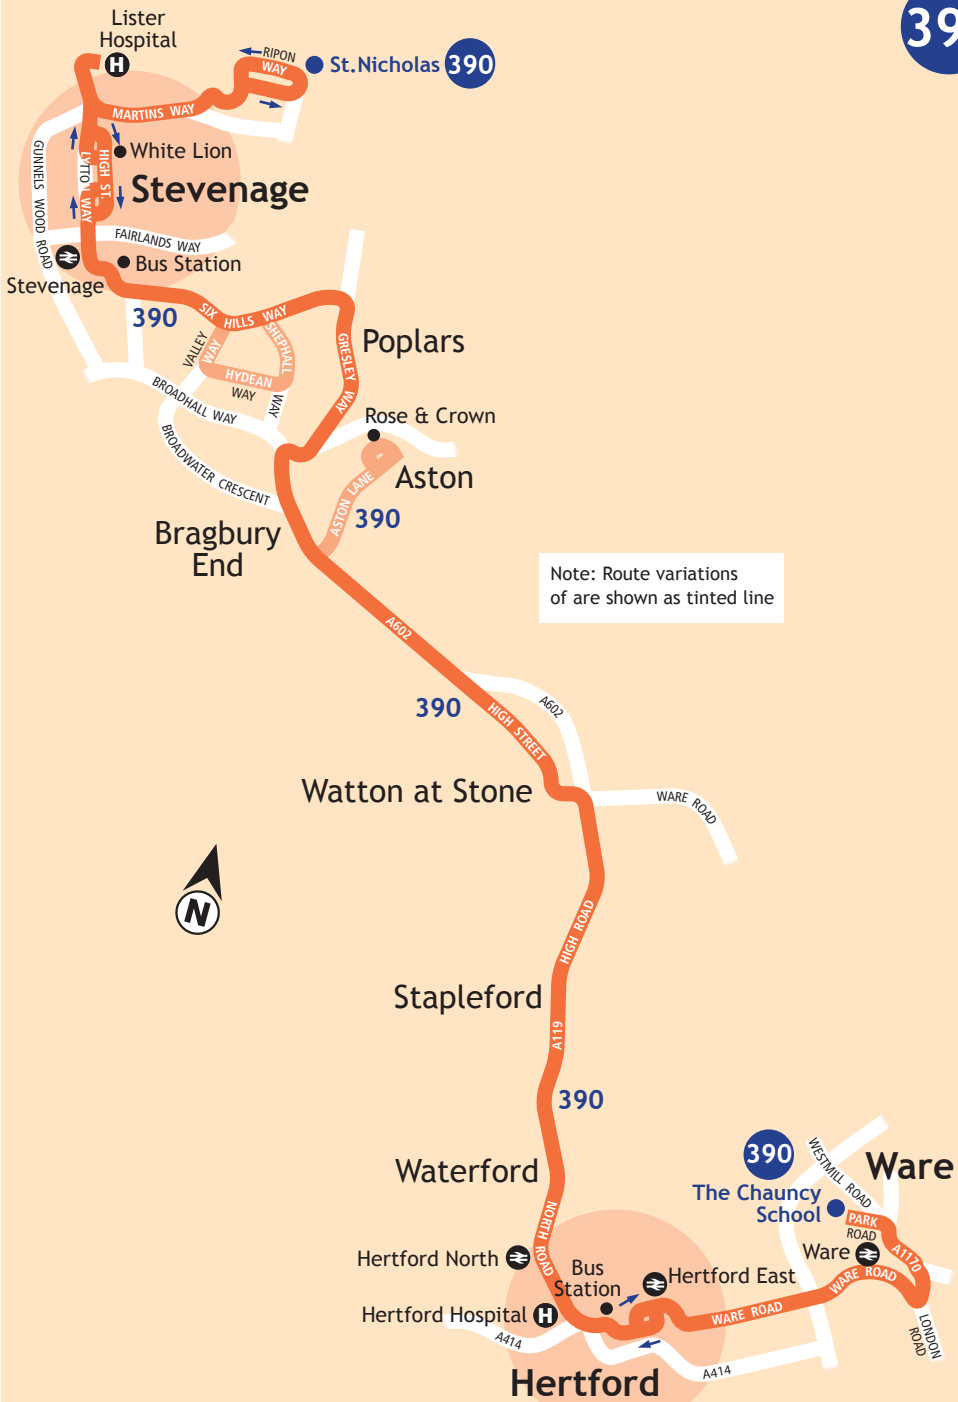 Lister
Hospital
H
39
RIPON
WAY
St.Nicholas 390
MARTINS WAY
White Lion
GUNNELS WOOD ROAD
LYTTON WAY
HIGH ST.
Stevenage
FAIRLANDS WAY
Bus Station
Stevenage
390
SIX HILLS WAY
VALLEY
WAY
SHEPHALL
WAY
HYDEAN
WAY
GRESLEY WAY
Poplars
BROADHALL WAY
Rose & Crown
BROADWATER CRESCENT
ASTON LANE
Aston
390
Bragbury
End
Note: Route variations
of are shown as tinted line
A602
390
HIGH STREET
A602
Watton at Stone
WARE ROAD
N
HIGH ROAD
Stapleford
A119
390
390
WESTMILL ROAD
Ware
Waterford
The Chauncy
School
PARK
ROAD
NORTH ROAD
Ware
A1170
Hertford North
Bus
Station
Hertford East
WARE ROAD
Hertford Hospital
H
WARE ROAD
LONDON
ROAD
A414
A414
Hertford